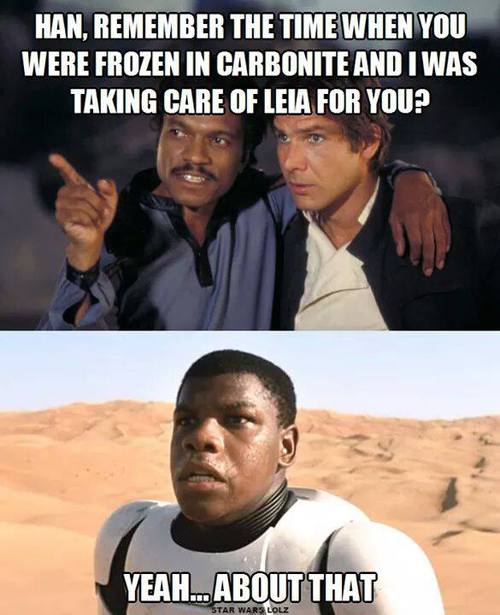 HAN, REMEMBER THE TIME WHEN YOU
WERE FROZEN IN CARBONITE AND I WAS
TAKING CARE OF LEIA FOR YOU?
YEAH... ABOUT THAT
STAR WARS LOLZ